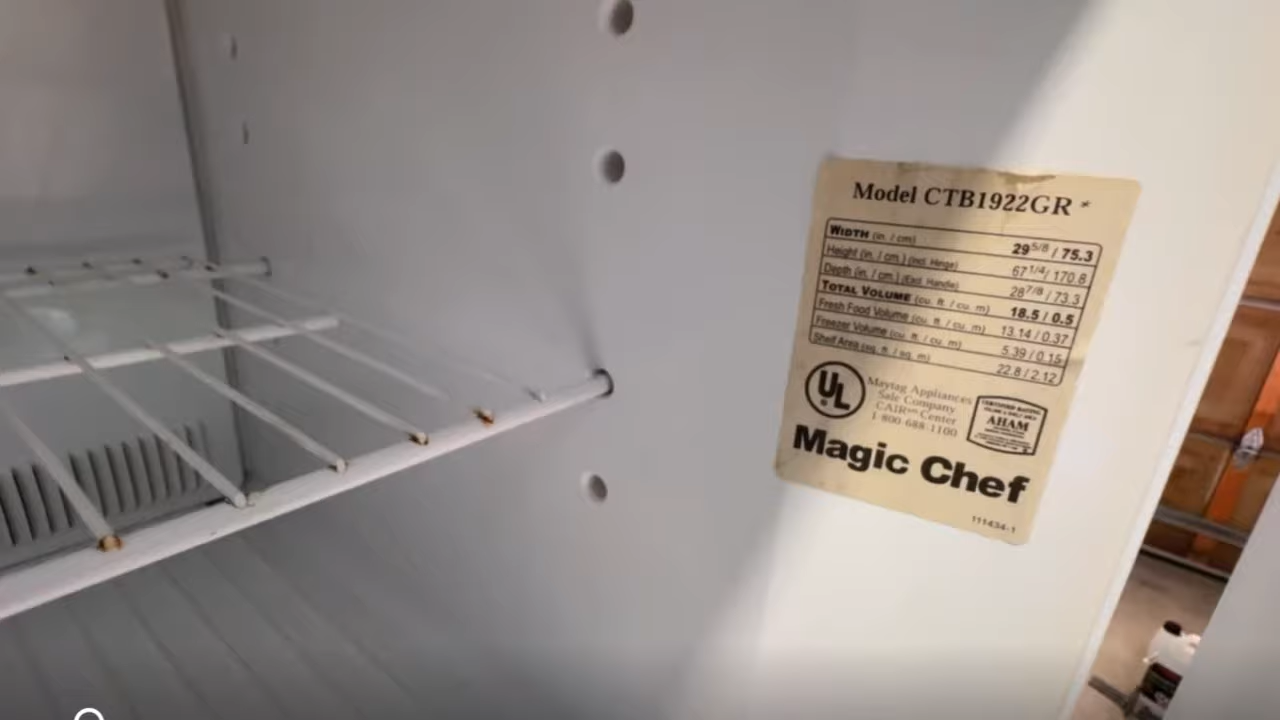 Model CTB1922GR *
WIDTH (in. / cm) 29 5/8 / 75.3
Height (in. / cm.) (Incl. Hinge) 67 1/4 / 170.8
Depth (in. / cm.) (Excl. Handle) 28 7/8 / 73.3
TOTAL VOLUME (cu. ft. / cu. m) 18.5 / 0.5
Fresh Food Volume (cu. ft. / cu. m) 13.14 / 0.37
Freezer Volume (cu. ft. / cu. m) 5.39 / 0.15
Shelf Area (sq. ft. / sq. m) 22.8 / 2.12
UL
®
Maytag Appliances
Sale Company
CAIR℠ Center
1 800-688-1100
AHAM
Magic Chef
111434-1